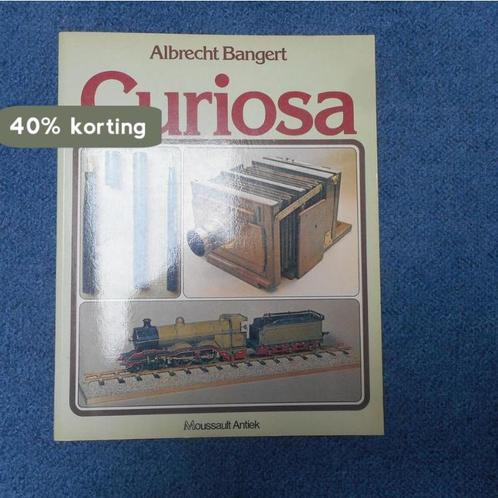 Albrecht Bangert
Curiosa
40% korting
Moussault Antiek